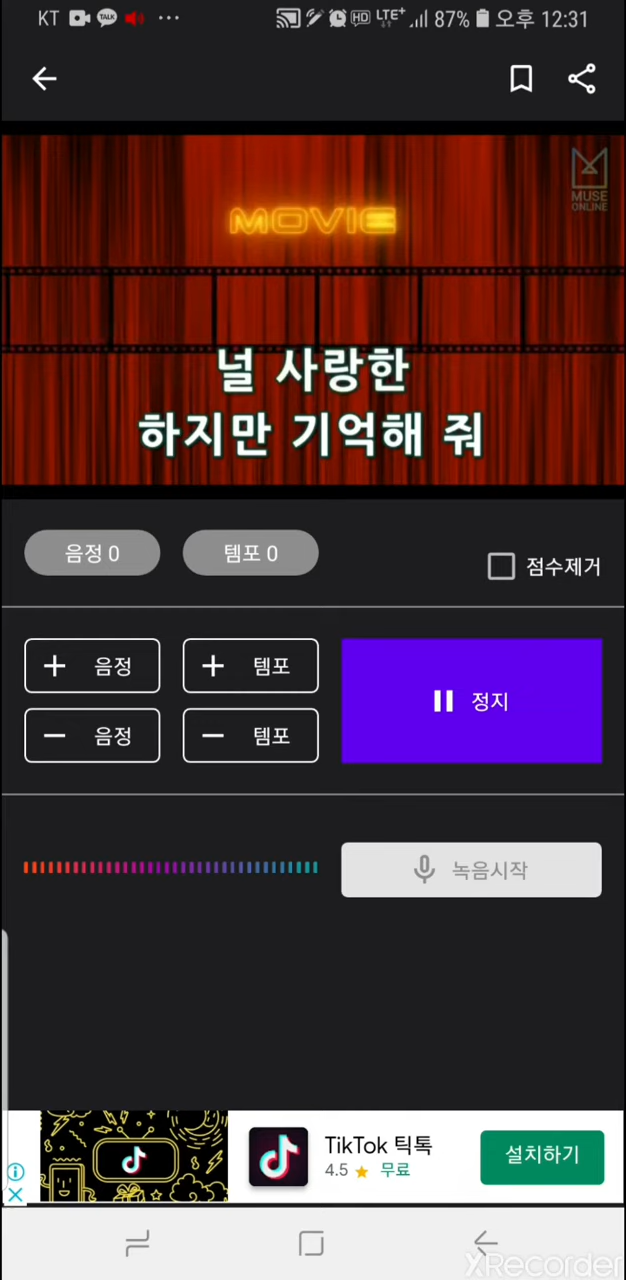 KT TALK ... HD LTE+ 87% 오후 12:31
MUSE
ONLINE
MOVIE
널 사랑한
하지만 기억해 줘
음정 0 템포 0 점수제거
+ 음정 + 템포 정지
− 음정 − 템포
녹음시작
TikTok 틱톡
4.5 ★ 무료
설치하기
XRecorder